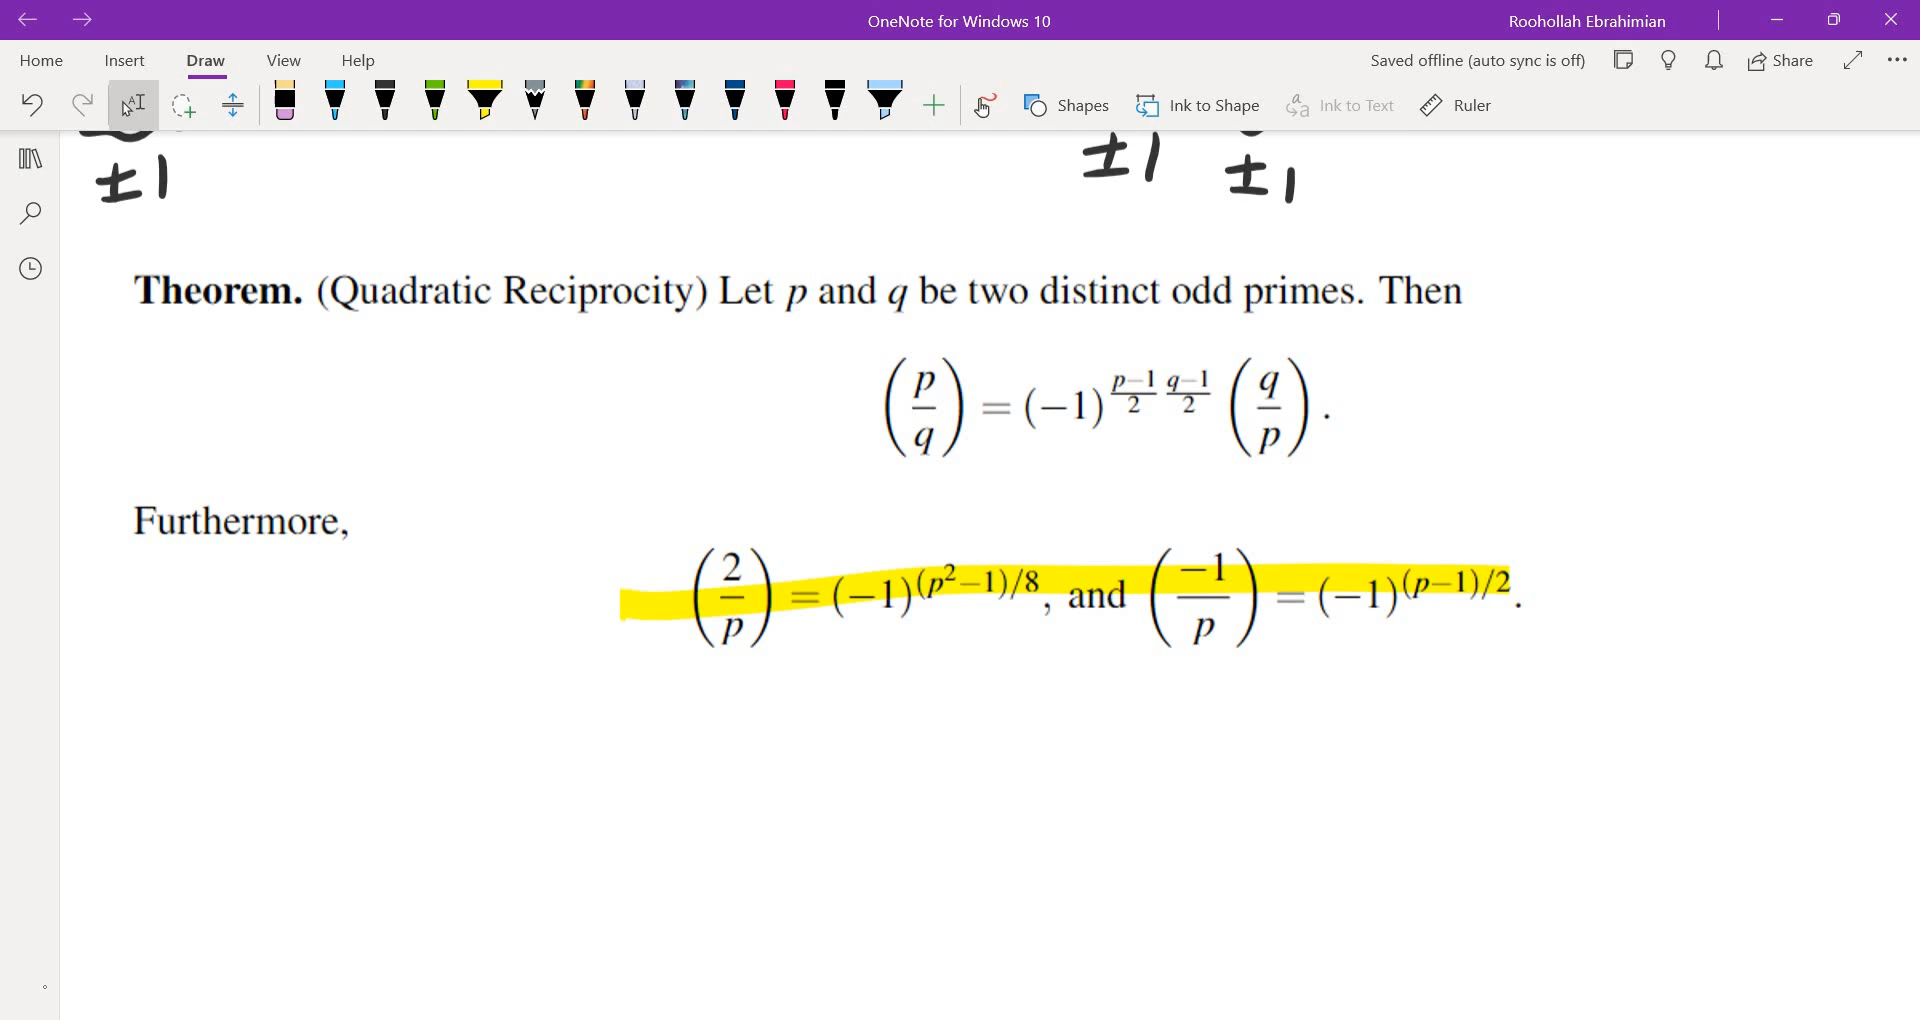 OneNote for Windows 10
Roohollah Ebrahimian
Home Insert Draw View Help
Saved offline (auto sync is off) Share
Shapes Ink to Shape Ink to Text Ruler
±1 ±1 ±1
Theorem. (Quadratic Reciprocity) Let p and q be two distinct odd primes. Then
(p/q) = (−1)^{\frac{p−1}{2} \frac{q−1}{2}} (q/p).
Furthermore,
(2/p) = (−1)^{(p²−1)/8}, and (−1/p) = (−1)^{(p−1)/2}.